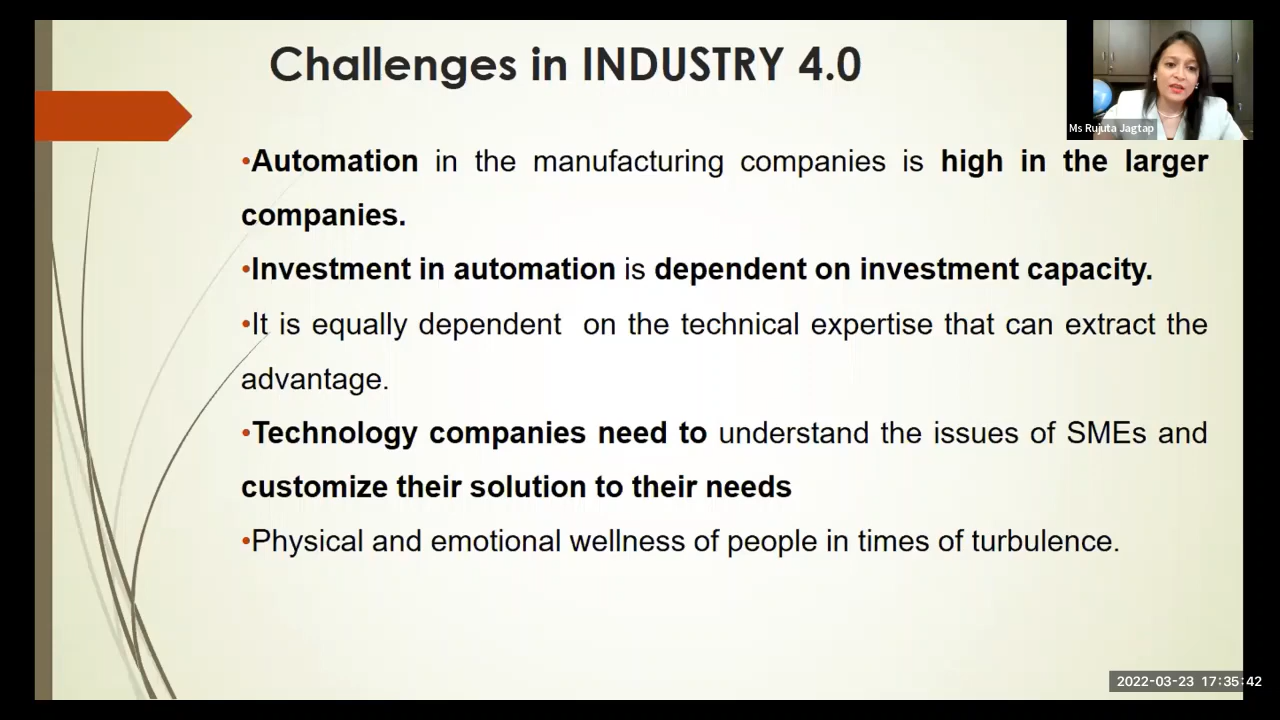 Challenges in INDUSTRY 4.0
Ms Rujuta Jagtap
•Automation in the manufacturing companies is high in the larger
companies.
•Investment in automation is dependent on investment capacity.
•It is equally dependent on the technical expertise that can extract the
advantage.
•Technology companies need to understand the issues of SMEs and
customize their solution to their needs
•Physical and emotional wellness of people in times of turbulence.
2022-03-23 17:35:42